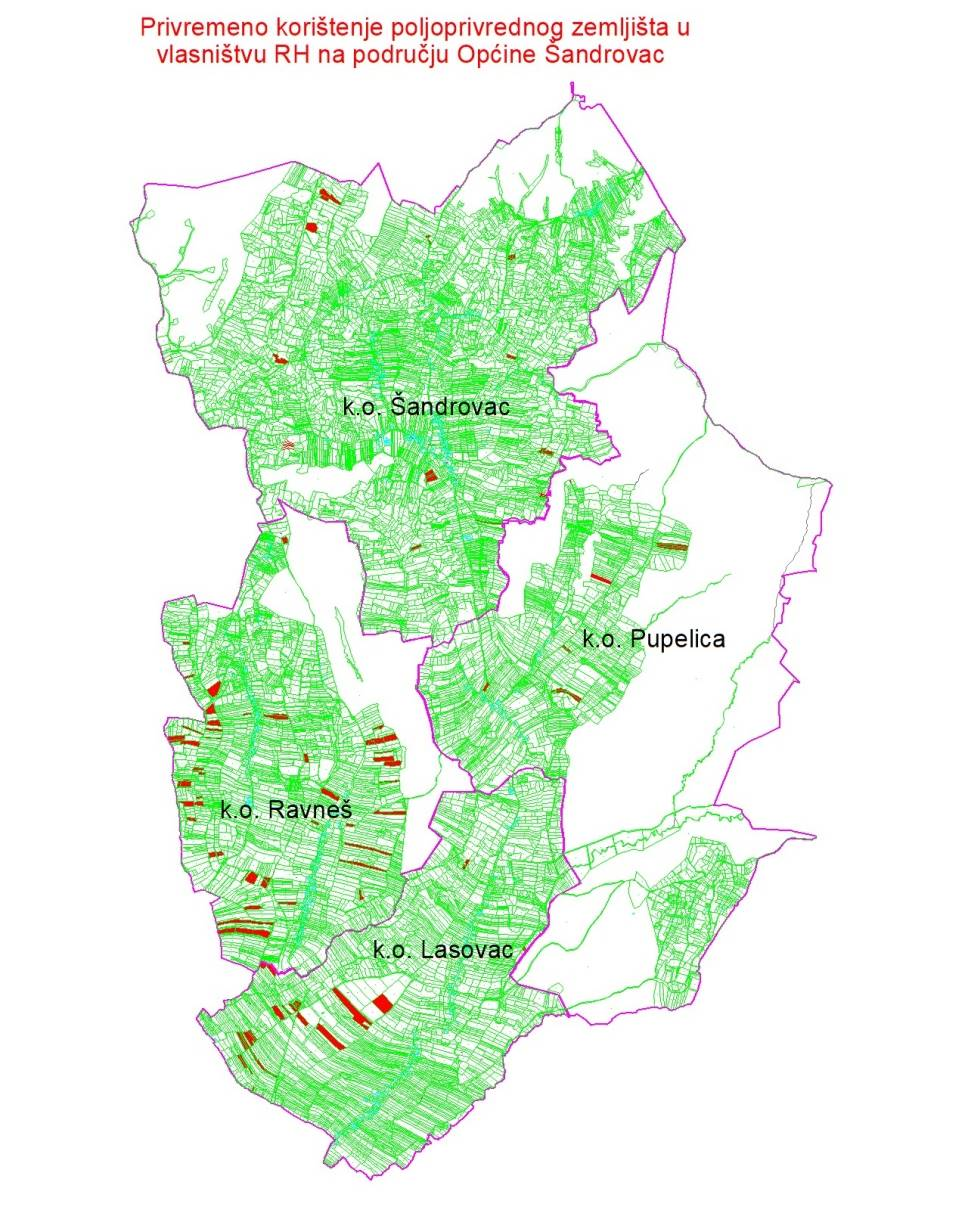 Privremeno korištenje poljoprivrednog zemljišta u
vlasništvu RH na području Općine Šandrovac
k.o. Šandrovac
k.o. Pupelica
k.o. Ravneš
k.o. Lasovac